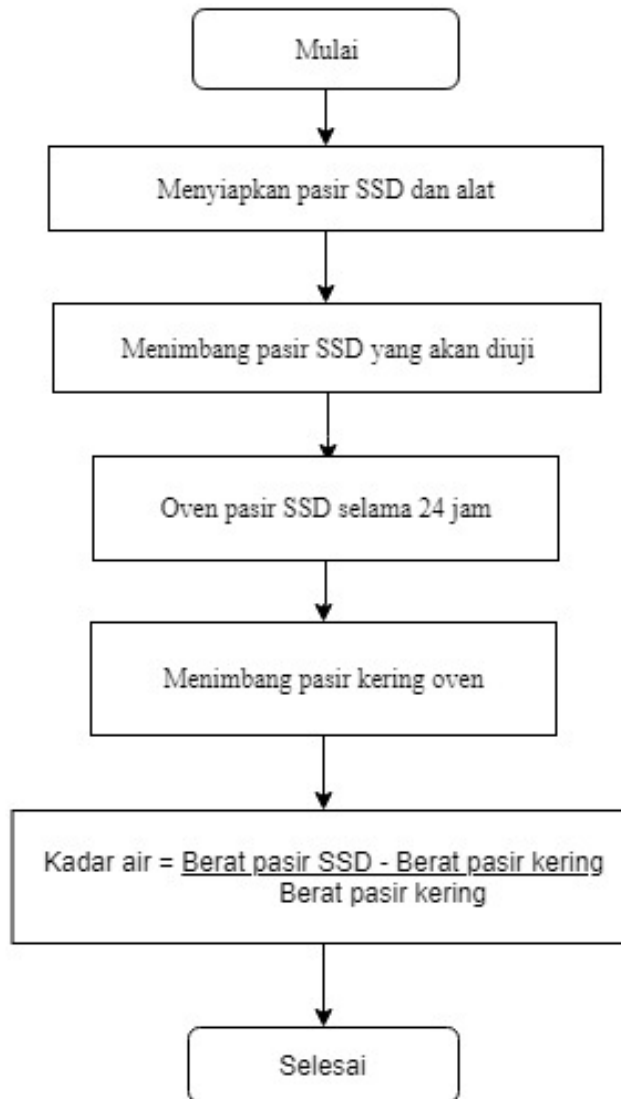 Mulai
Menyiapkan pasir SSD dan alat
Menimbang pasir SSD yang akan diuji
Oven pasir SSD selama 24 jam
Menimbang pasir kering oven
Kadar air = Berat pasir SSD - Berat pasir kering
Berat pasir kering
Selesai